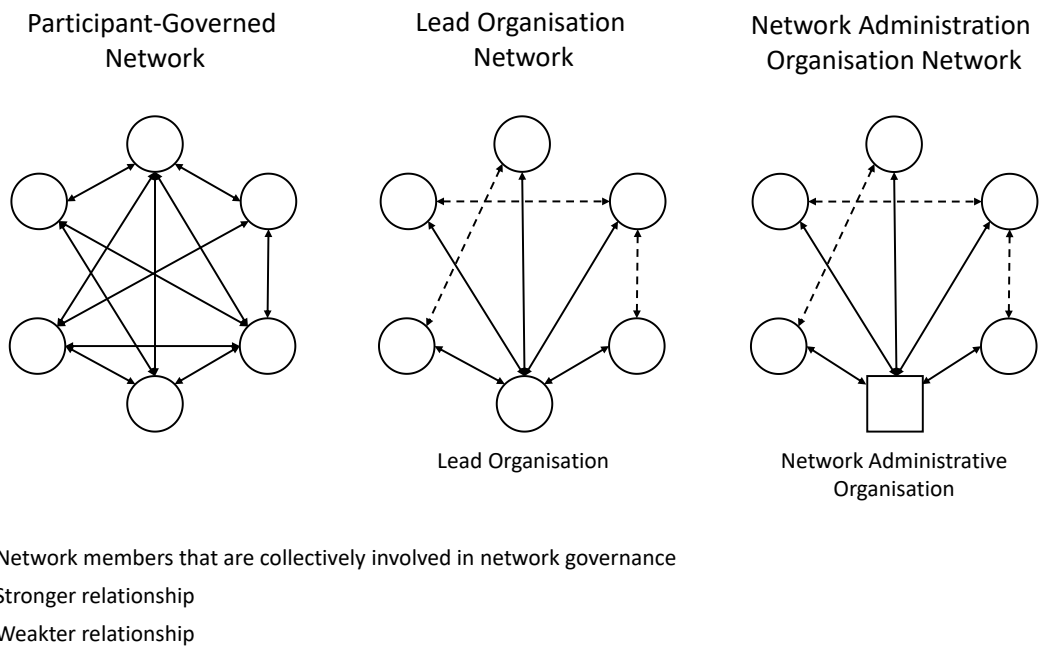 Participant-Governed
Network
Lead Organisation
Network
Network Administration
Organisation Network
Lead Organisation
Network Administrative
Organisation
Network members that are collectively involved in network governance
Stronger relationship
Weakter relationship